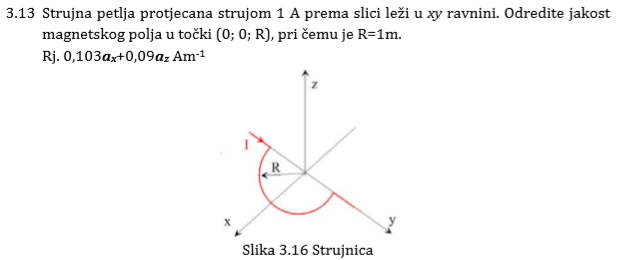 3.13 Strujna petlja protjecana strujom 1 A prema slici leži u xy ravnini. Odredite jakost
magnetskog polja u točki (0; 0; R), pri čemu je R=1m.
Rj. 0,103aₓ+0,09a_z Am⁻¹
z
I
R
x
y
Slika 3.16 Strujnica